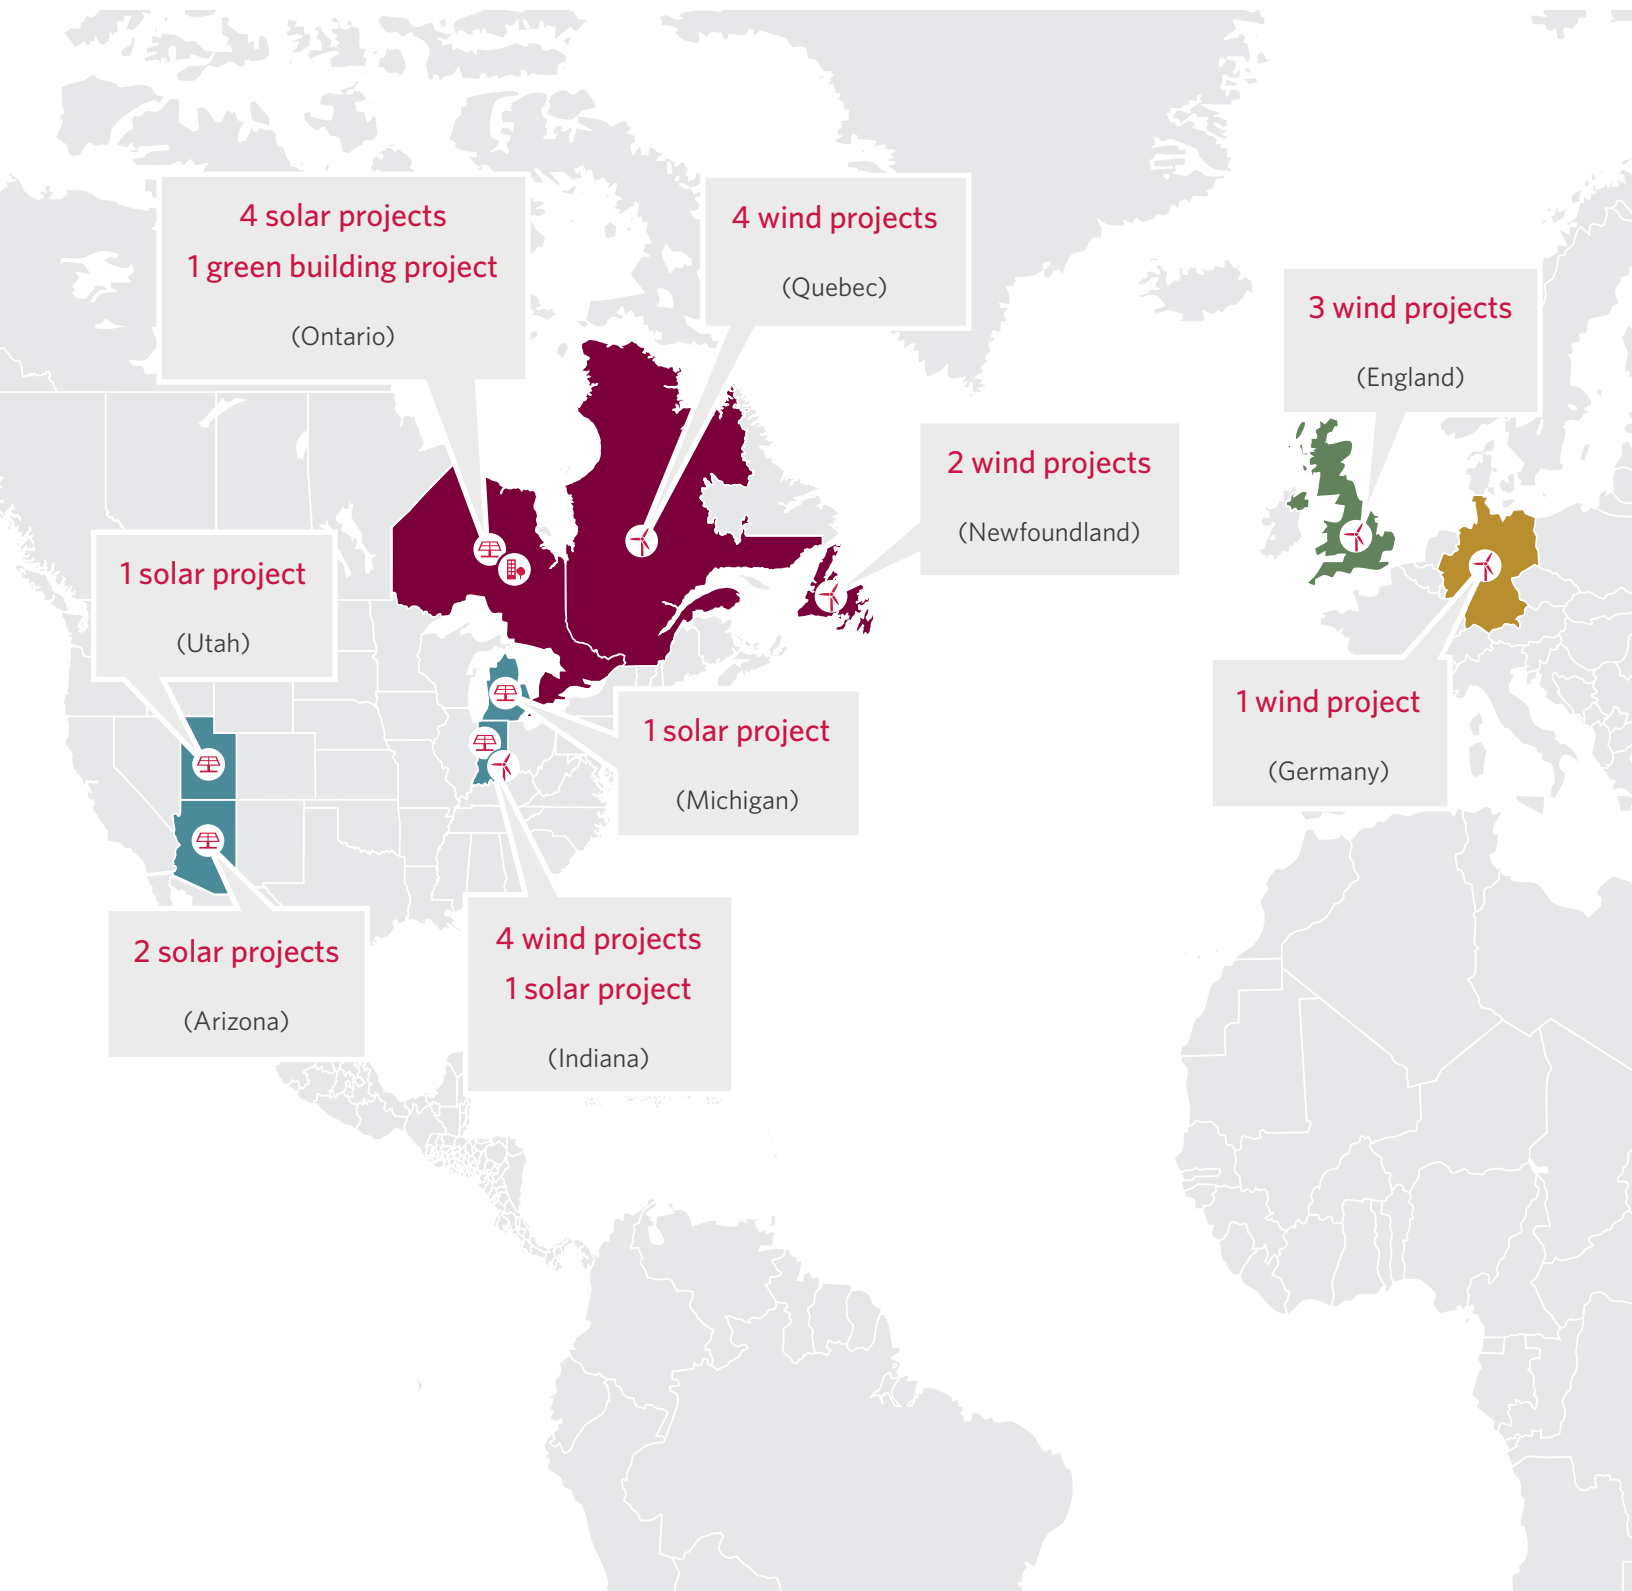 4 solar projects
1 green building project
(Ontario)
4 wind projects
(Quebec)
3 wind projects
(England)
2 wind projects
(Newfoundland)
1 solar project
(Utah)
1 solar project
(Michigan)
1 wind project
(Germany)
2 solar projects
(Arizona)
4 wind projects
1 solar project
(Indiana)